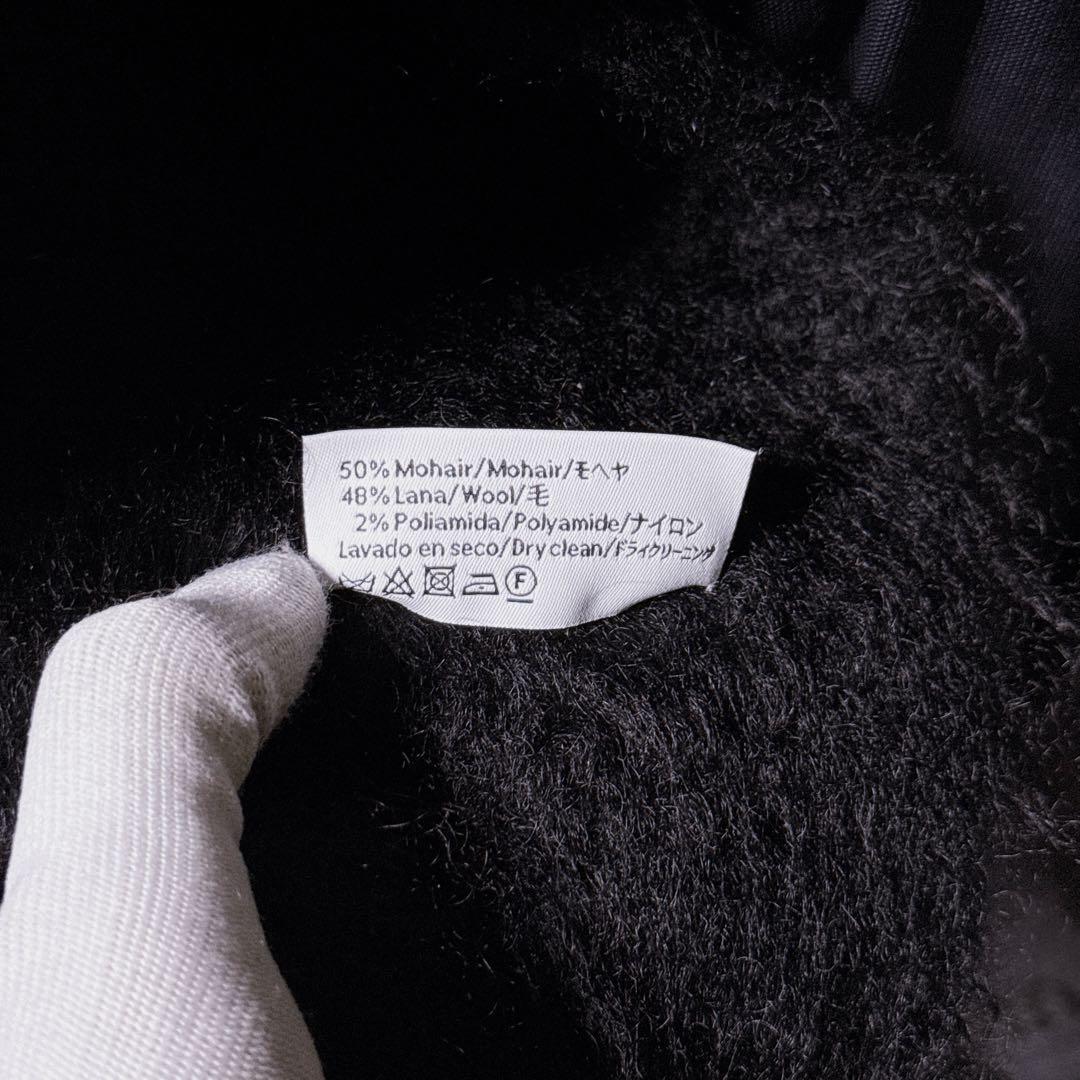 50% Mohair/Mohair/モヘヤ
48% Lana/Wool/毛
2% Poliamida/Polyamide/ナイロン
Lavado en seco/Dry clean/ドライクリーニング
F